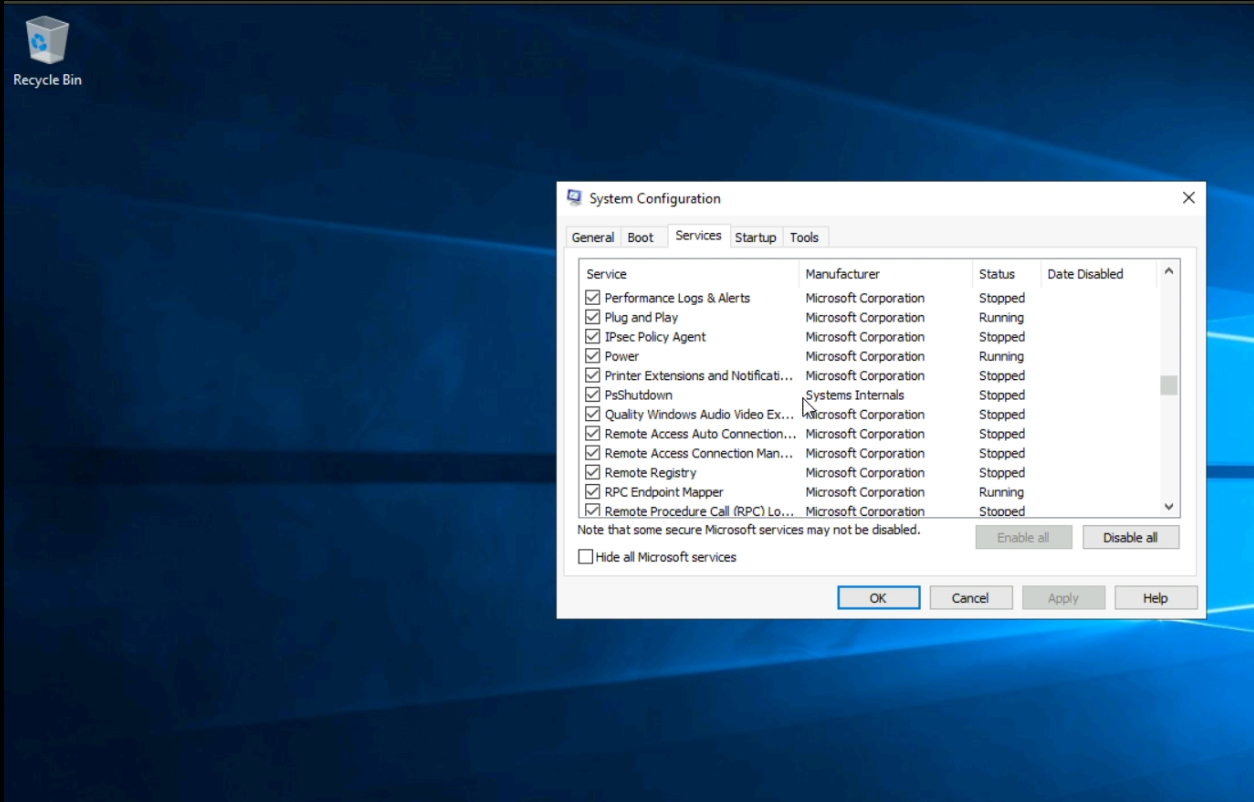 Recycle Bin
System Configuration
General Boot Services Startup Tools
Service Manufacturer Status Date Disabled
Performance Logs & Alerts Microsoft Corporation Stopped
Plug and Play Microsoft Corporation Running
IPsec Policy Agent Microsoft Corporation Stopped
Power Microsoft Corporation Running
Printer Extensions and Notificati... Microsoft Corporation Stopped
PsShutdown Systems Internals Stopped
Quality Windows Audio Video Ex... Microsoft Corporation Stopped
Remote Access Auto Connection... Microsoft Corporation Stopped
Remote Access Connection Man... Microsoft Corporation Stopped
Remote Registry Microsoft Corporation Stopped
RPC Endpoint Mapper Microsoft Corporation Running
Remote Procedure Call (RPC) Lo... Microsoft Corporation Stopped
Note that some secure Microsoft services may not be disabled.
Enable all Disable all
Hide all Microsoft services
OK Cancel Apply Help